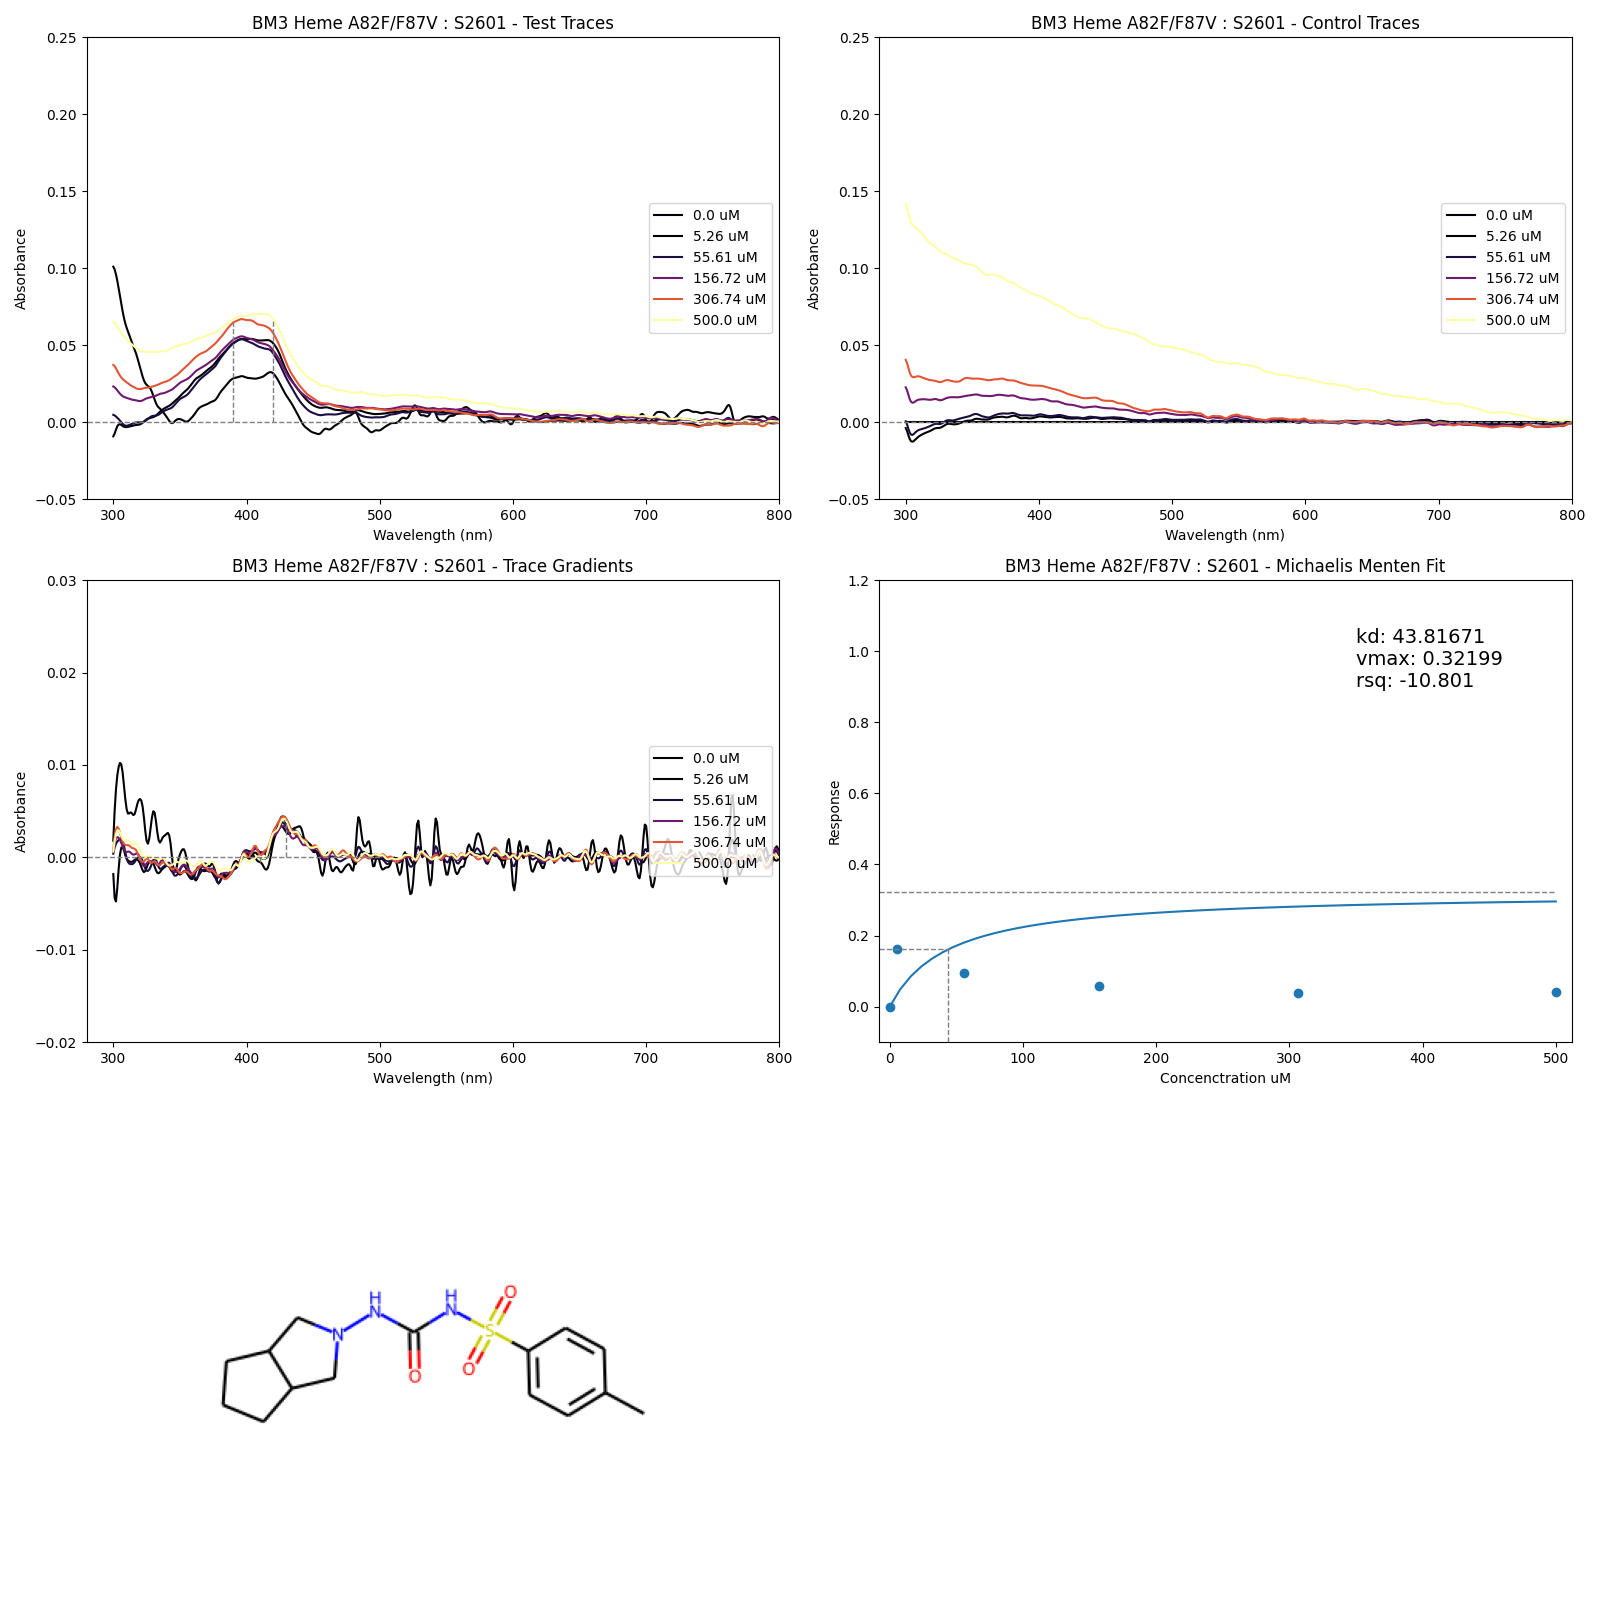 BM3 Heme A82F/F87V : S2601 - Test Traces
0.25
0.20
0.15
0.10
0.05
0.00
−0.05
Absorbance
300 400 500 600 700 800
Wavelength (nm)
0.0 uM
5.26 uM
55.61 uM
156.72 uM
306.74 uM
500.0 uM
BM3 Heme A82F/F87V : S2601 - Control Traces
0.25
0.20
0.15
0.10
0.05
0.00
−0.05
Absorbance
300 400 500 600 700 800
Wavelength (nm)
0.0 uM
5.26 uM
55.61 uM
156.72 uM
306.74 uM
500.0 uM
BM3 Heme A82F/F87V : S2601 - Trace Gradients
0.03
0.02
0.01
0.00
−0.01
−0.02
Absorbance
300 400 500 600 700 800
Wavelength (nm)
0.0 uM
5.26 uM
55.61 uM
156.72 uM
306.74 uM
500.0 uM
BM3 Heme A82F/F87V : S2601 - Michaelis Menten Fit
1.2
1.0
0.8
0.6
0.4
0.2
0.0
Response
0 100 200 300 400 500
Concenctration uM
kd: 43.81671
vmax: 0.32199
rsq: -10.801
H
N
H
N
N
O
O
S
O